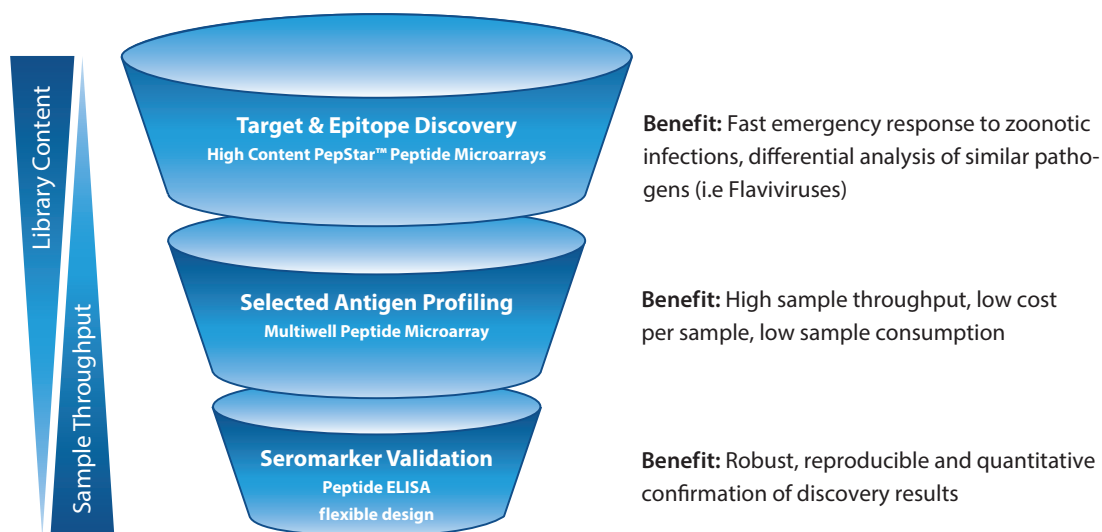 Library Content
Sample Throughput
Target & Epitope Discovery
High Content PepStar™ Peptide Microarrays
Benefit: Fast emergency response to zoonotic
infections, differential analysis of similar patho-
gens (i.e Flaviviruses)
Selected Antigen Profiling
Multiwell Peptide Microarray
Benefit: High sample throughput, low cost
per sample, low sample consumption
Seromarker Validation
Peptide ELISA
flexible design
Benefit: Robust, reproducible and quantitative
confirmation of discovery results